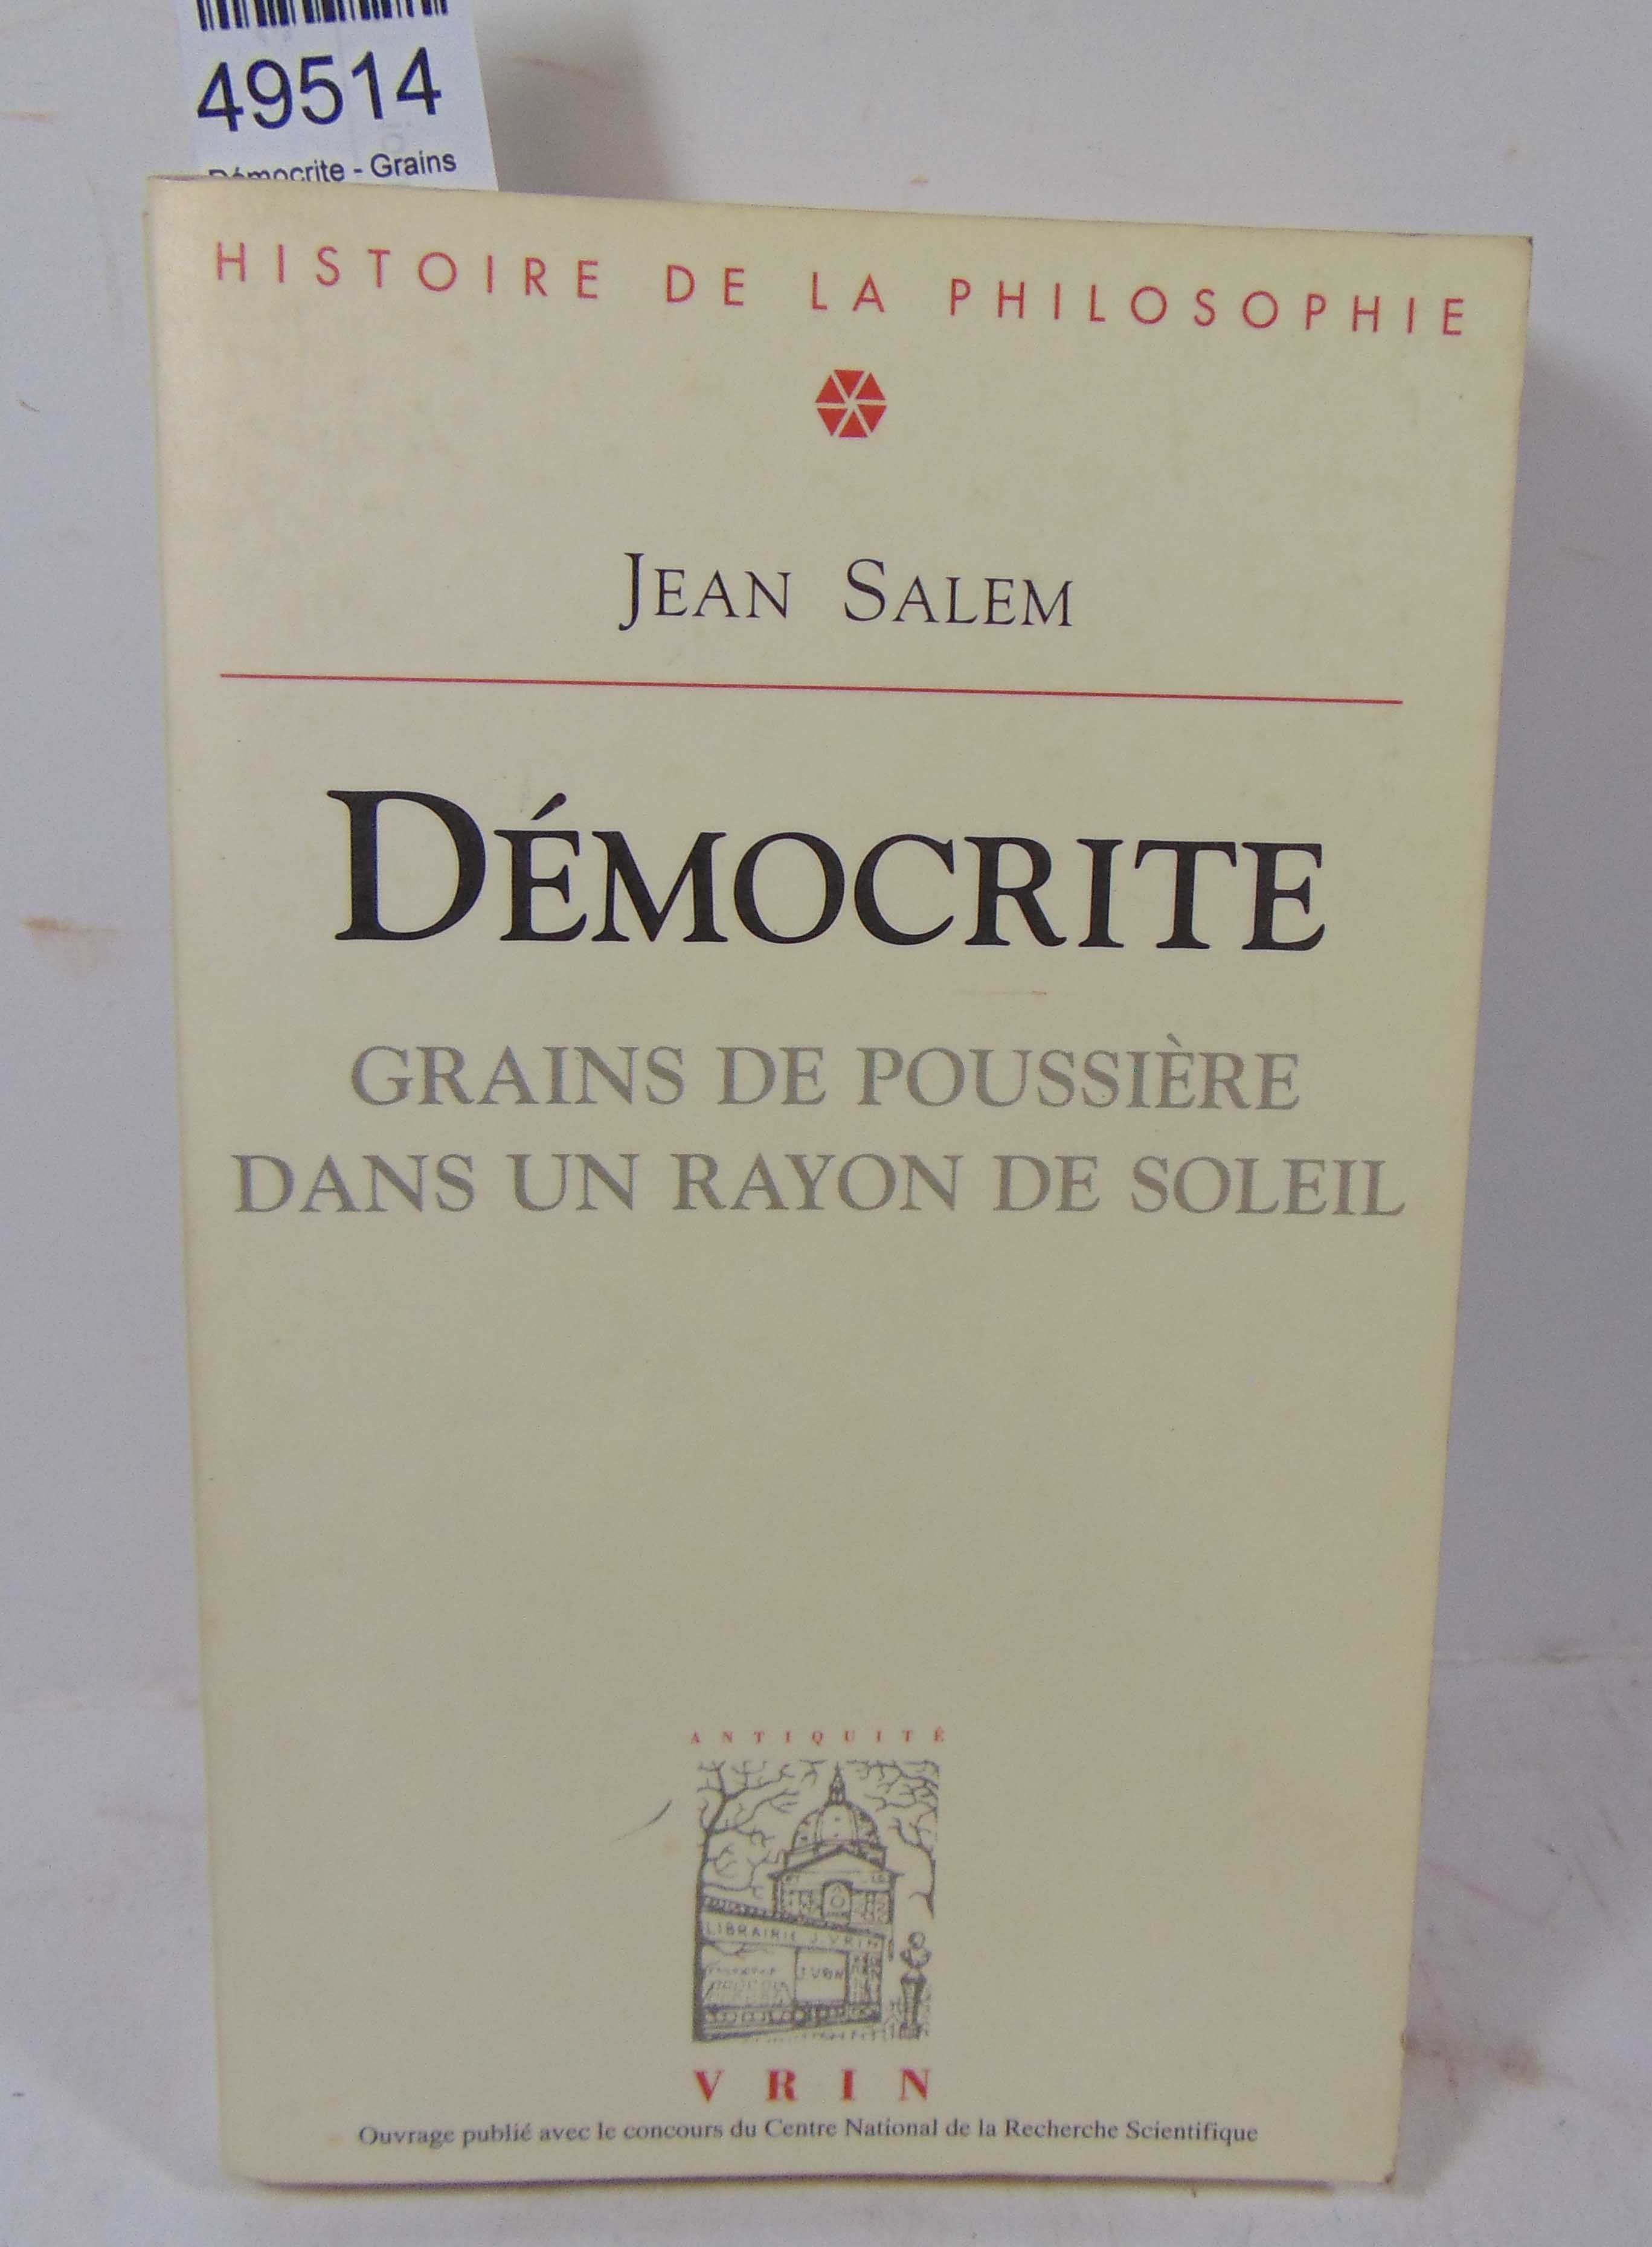 49514
Démocrite - Grains
HISTOIRE DE LA PHILOSOPHIE
JEAN SALEM
DÉMOCRITE
GRAINS DE POUSSIÈRE
DANS UN RAYON DE SOLEIL
ANTIQUITÉ
LIBRAIRIE J. VRIN
J. VRIN
VRIN
Ouvrage publié avec le concours du Centre National de la Recherche Scientifique